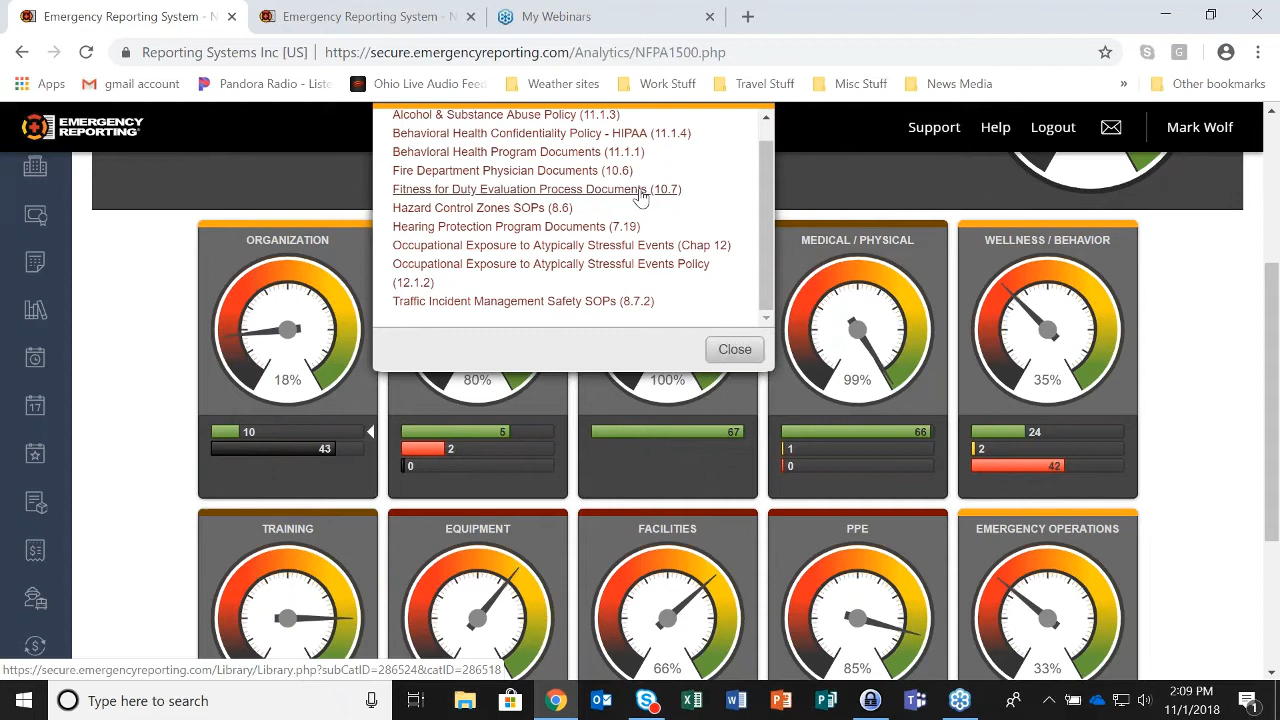 Emergency Reporting System - N
Emergency Reporting System - N
My Webinars
Reporting Systems Inc [US] | https://secure.emergencyreporting.com/Analytics/NFPA1500.php
Apps
gmail account
Pandora Radio - Liste
Ohio Live Audio Feed
Weather sites
Work Stuff
Travel Stuff
Misc Stuff
News Media
»
Other bookmarks
EMERGENCY
REPORTING
Support
Help
Logout
Mark Wolf
Alcohol & Substance Abuse Policy (11.1.3)
Behavioral Health Confidentiality Policy - HIPAA (11.1.4)
Behavioral Health Program Documents (11.1.1)
Fire Department Physician Documents (10.6)
Fitness for Duty Evaluation Process Documents (10.7)
Hazard Control Zones SOPs (8.6)
Hearing Protection Program Documents (7.19)
Occupational Exposure to Atypically Stressful Events (Chap 12)
Occupational Exposure to Atypically Stressful Events Policy
(12.1.2)
Traffic Incident Management Safety SOPs (8.7.2)
Close
ORGANIZATION
MEDICAL / PHYSICAL
WELLNESS / BEHAVIOR
18%
80%
100%
99%
35%
10
43
5
2
0
67
66
1
0
24
2
42
TRAINING
EQUIPMENT
FACILITIES
PPE
EMERGENCY OPERATIONS
66%
85%
33%
17
https://secure.emergencyreporting.com/Library/Library.php?subCatID=286524&catID=286518
Type here to search
2:09 PM
11/1/2018
1